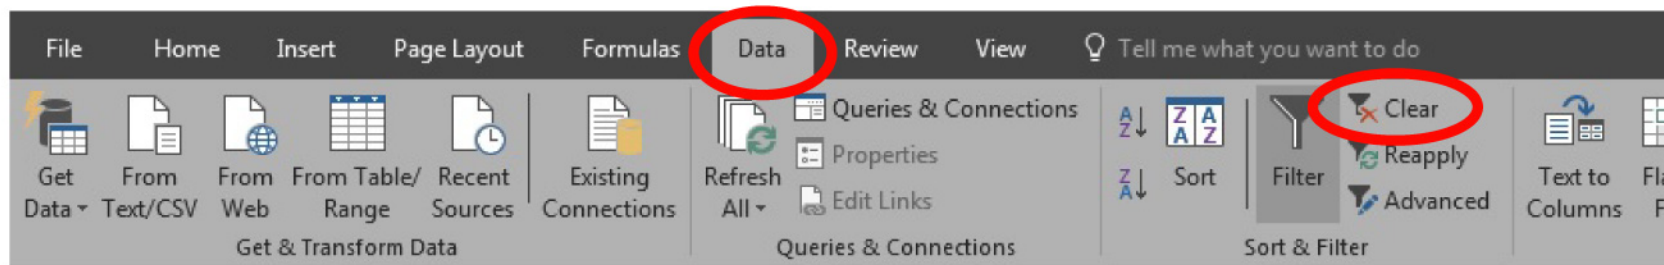 File Home Insert Page Layout Formulas Data Review View Tell me what you want to do
Get Data
From Text/CSV
From Web
From Table/ Range
Recent Sources
Existing Connections
Get & Transform Data
Refresh All
Queries & Connections
Properties
Edit Links
Queries & Connections
A Z
Z A
Z A A Z
Sort
Filter
Clear
Reapply
Advanced
Sort & Filter
Text to Columns